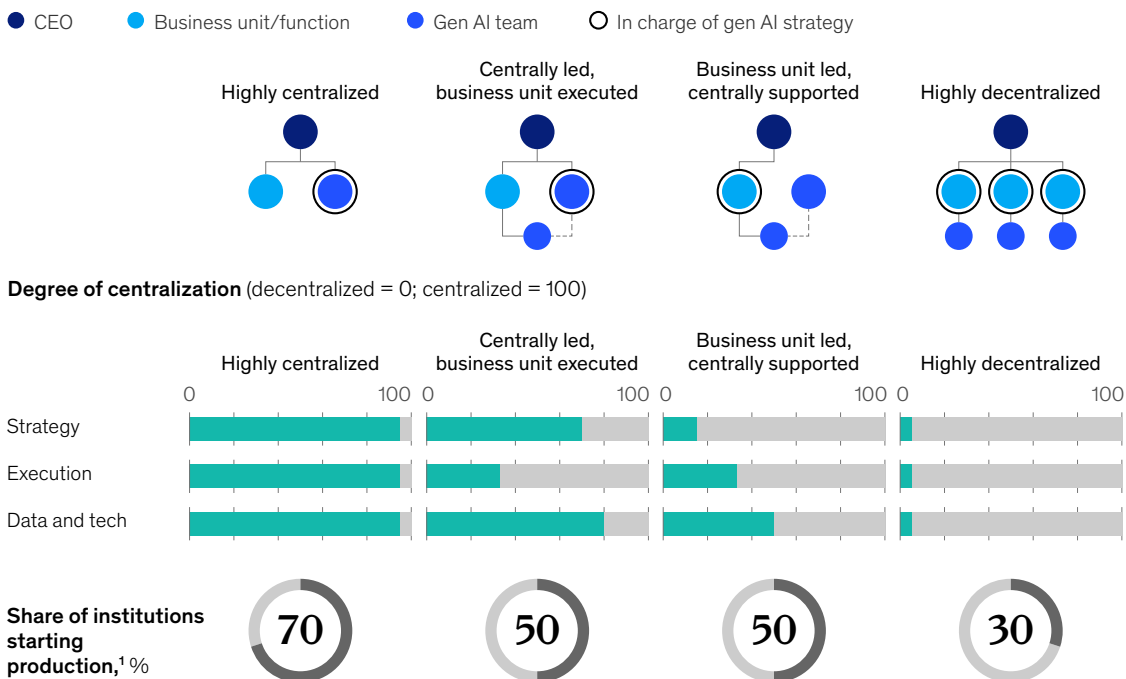 CEO
Business unit/function
Gen AI team
In charge of gen AI strategy
Highly centralized
Centrally led,
business unit executed
Business unit led,
centrally supported
Highly decentralized
Degree of centralization (decentralized = 0; centralized = 100)
Highly centralized
Centrally led,
business unit executed
Business unit led,
centrally supported
Highly decentralized
0 100 0 100 0 100 0 100
Strategy
Execution
Data and tech
Share of institutions
starting
production,¹ %
70 50 50 30